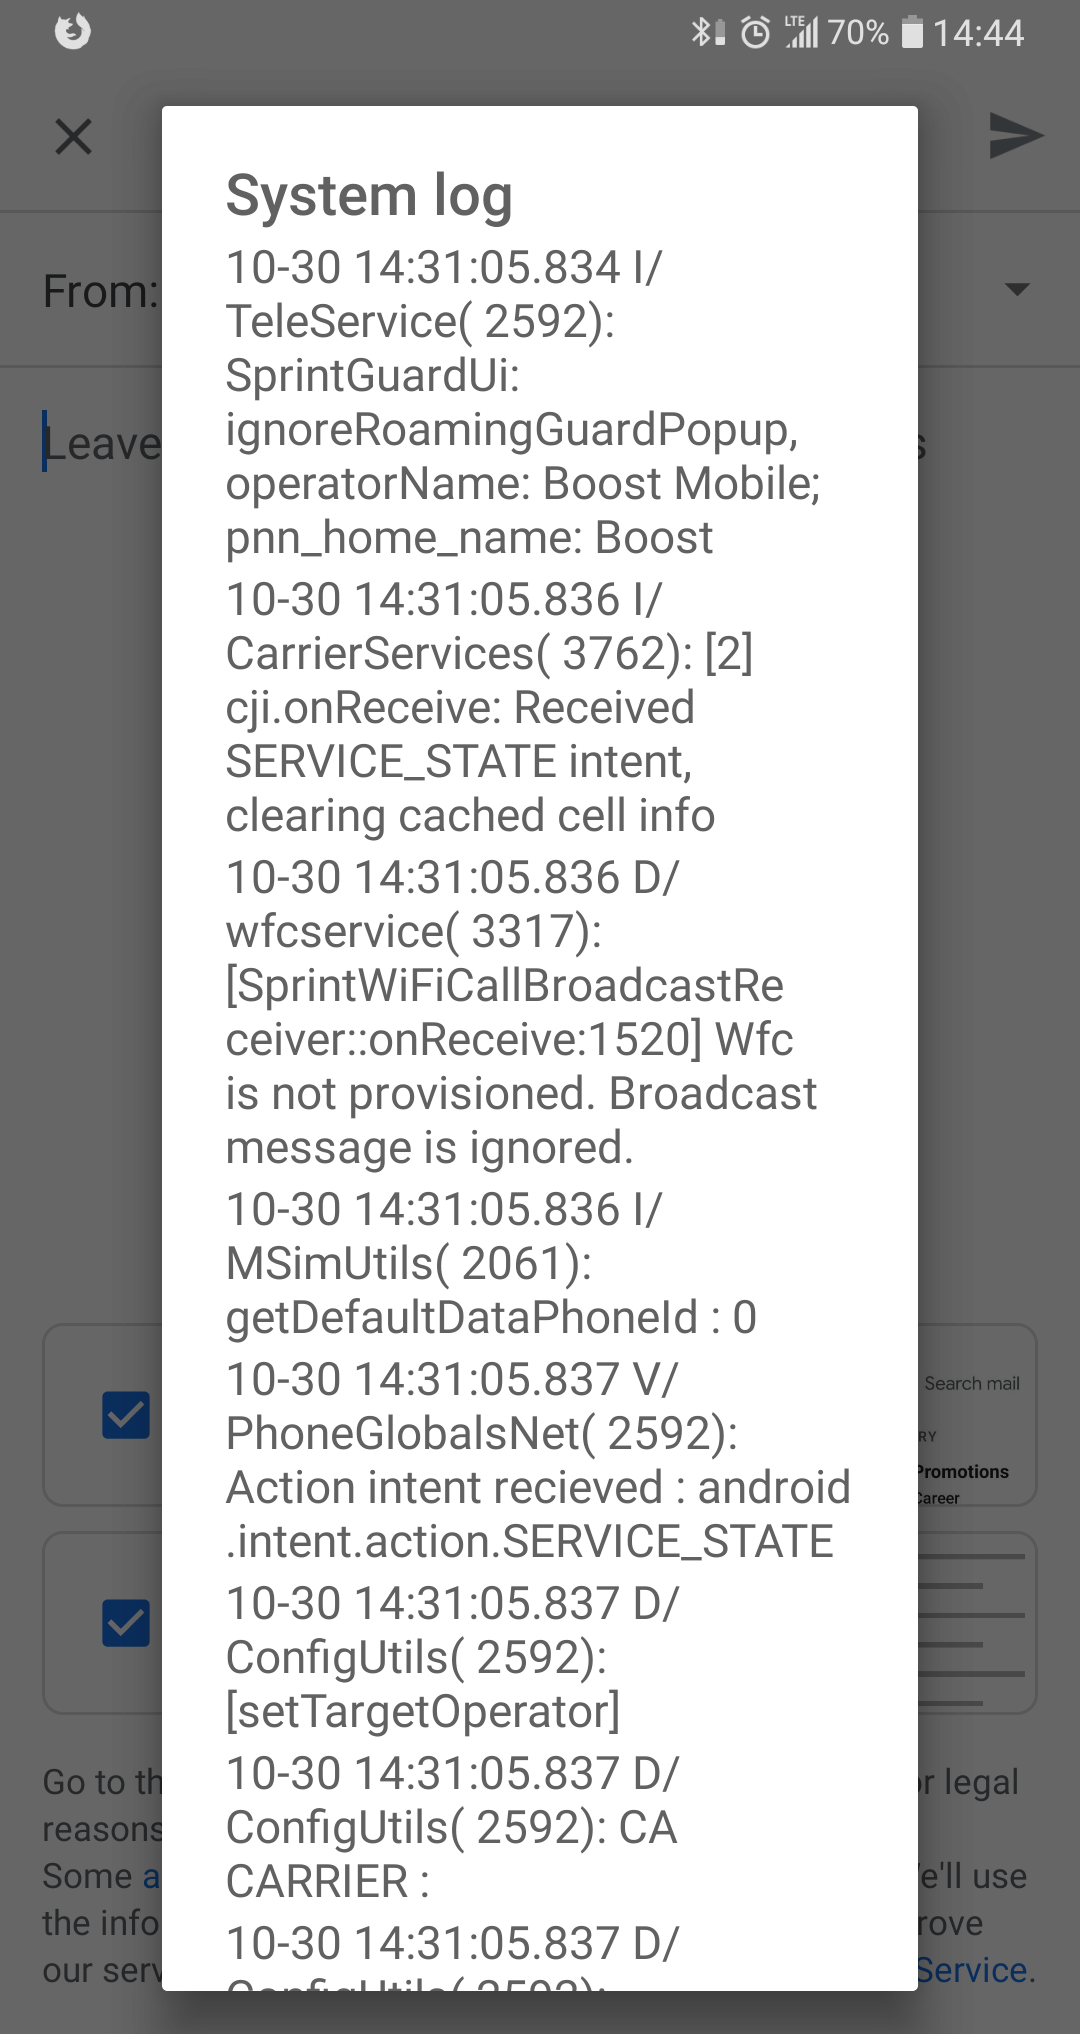 LTE 70% 14:44
System log
From:
Leave
10-30 14:31:05.834 I/
TeleService( 2592):
SprintGuardUi:
ignoreRoamingGuardPopup,
operatorName: Boost Mobile;
pnn_home_name: Boost
10-30 14:31:05.836 I/
CarrierServices( 3762): [2]
cji.onReceive: Received
SERVICE_STATE intent,
clearing cached cell info
10-30 14:31:05.836 D/
wfcservice( 3317):
[SprintWiFiCallBroadcastRe
ceiver::onReceive:1520] Wfc
is not provisioned. Broadcast
message is ignored.
10-30 14:31:05.836 I/
MSimUtils( 2061):
getDefaultDataPhoneId : 0
10-30 14:31:05.837 V/
PhoneGlobalsNet( 2592):
Action intent recieved : android
.intent.action.SERVICE_STATE
10-30 14:31:05.837 D/
ConfigUtils( 2592):
[setTargetOperator]
10-30 14:31:05.837 D/
ConfigUtils( 2592): CA
CARRIER :
10-30 14:31:05.837 D/
ConfigUtils( 2592):
Search mail
RY
Promotions
Career
Go to th
r legal
reasons
Some a
e'll use
the info
rove
our serv
Service.